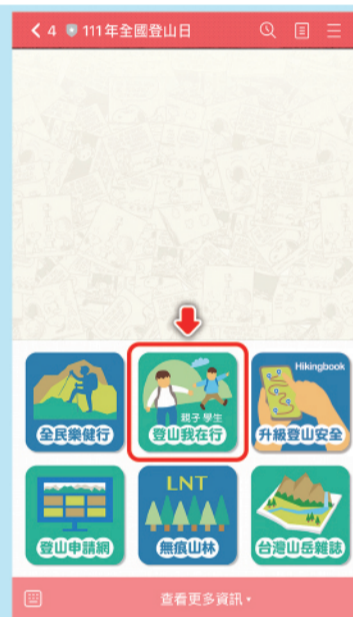 4 111年全國登山日
Hikingbook
親子 學生
全民樂健行
登山我在行
升級登山安全
LNT
登山申請網
無痕山林
台灣山岳雜誌
查看更多資訊